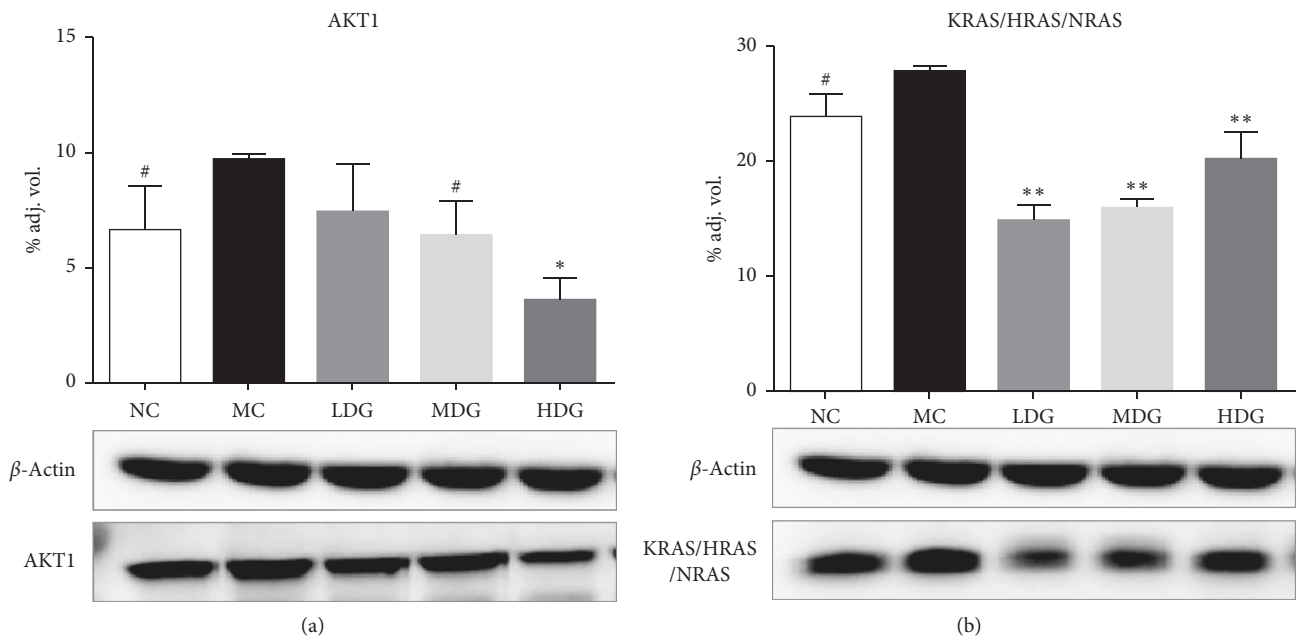 AKT1
15
10
5
0
% adj. vol.
#
#
*
NC MC LDG MDG HDG
β-Actin
AKT1
(a)
KRAS/HRAS/NRAS
30
20
10
0
% adj. vol.
#
**
**
**
NC MC LDG MDG HDG
β-Actin
KRAS/HRAS
/NRAS
(b)